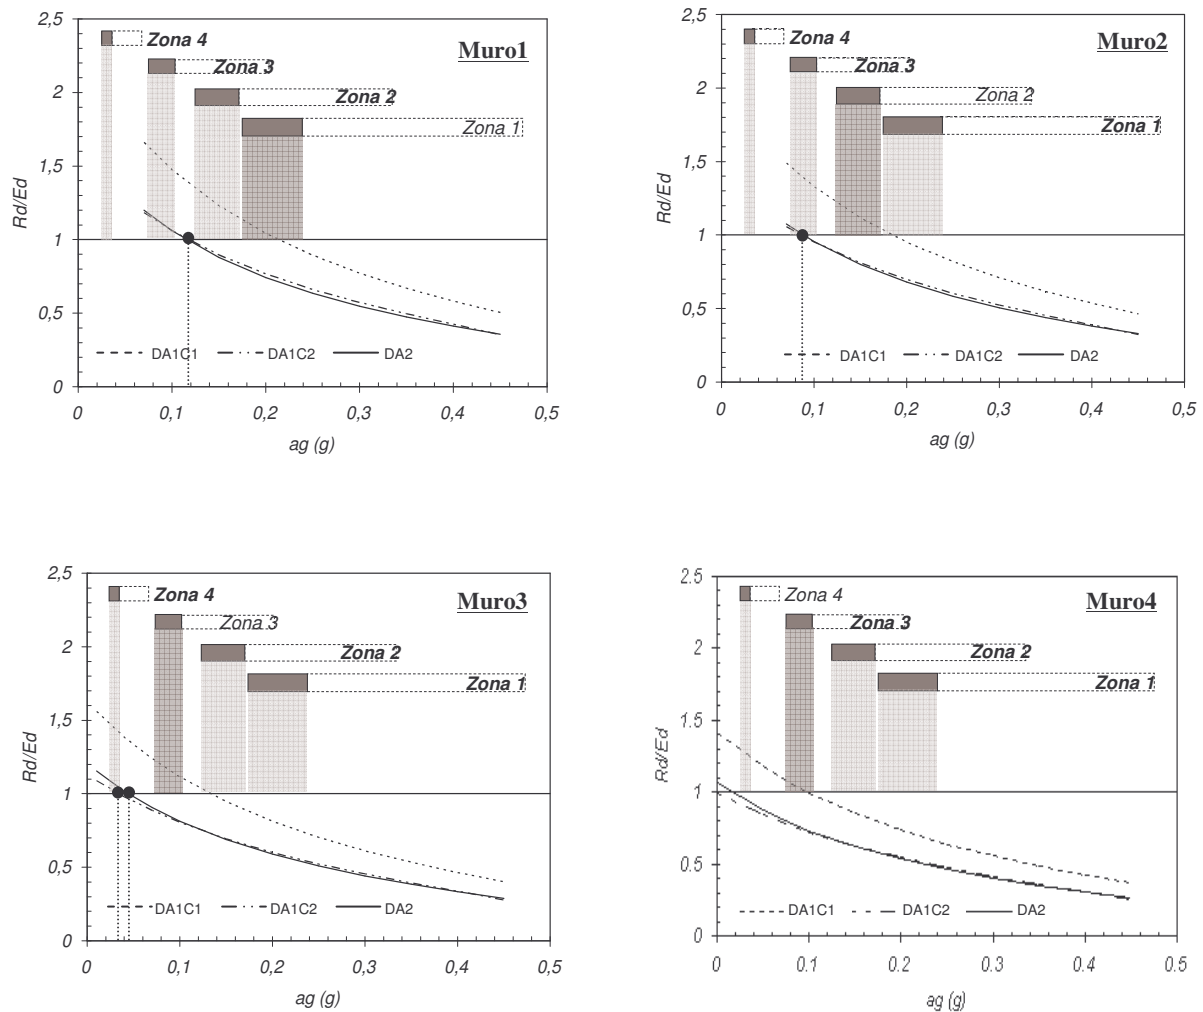 Muro1
Zona 4
Zona 3
Zona 2
Zona 1
Rd/Ed
2,5
2
1,5
1
0,5
0
DA1C1 DA1C2 DA2
0 0,1 0,2 0,3 0,4 0,5
ag (g)
Muro2
Zona 4
Zona 3
Zona 2
Zona 1
Rd/Ed
2,5
2
1,5
1
0,5
0
DA1C1 DA1C2 DA2
0 0,1 0,2 0,3 0,4 0,5
ag (g)
Muro3
Zona 4
Zona 3
Zona 2
Zona 1
Rd/Ed
2,5
2
1,5
1
0,5
0
DA1C1 DA1C2 DA2
0 0,1 0,2 0,3 0,4 0,5
ag (g)
Muro4
Zona 4
Zona 3
Zona 2
Zona 1
Rd/Ed
2.5
2
1.5
1
0.5
0
DA1C1 DA1C2 DA2
0 0.1 0.2 0.3 0.4 0.5
ag (g)